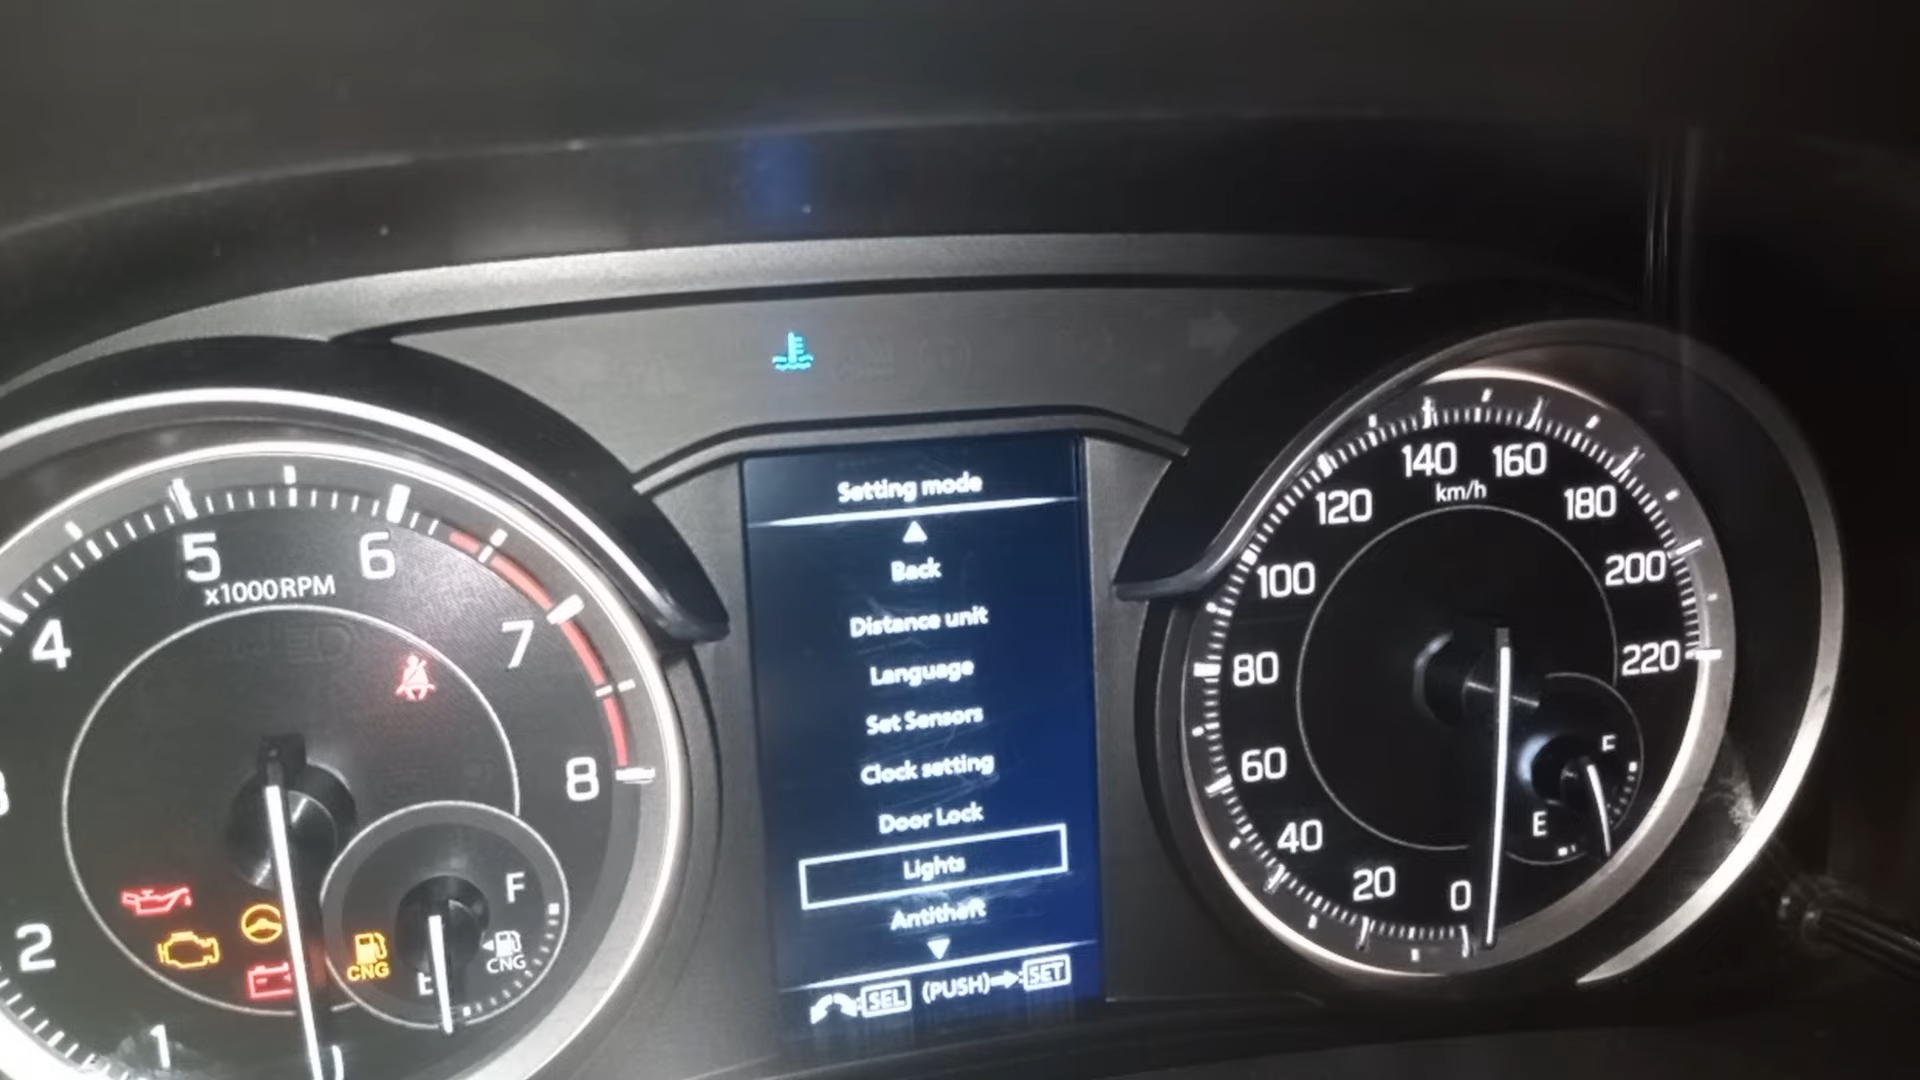 Setting mode
Back
Distance unit
Language
Set Sensors
Clock setting
Door Lock
Lights
Antitheft
SEL (PUSH) SET
1
2
4
5
6
7
8
x1000RPM
F
E
CNG
CNG
0
20
40
60
80
100
120
140
160
180
200
220
km/h
F
E